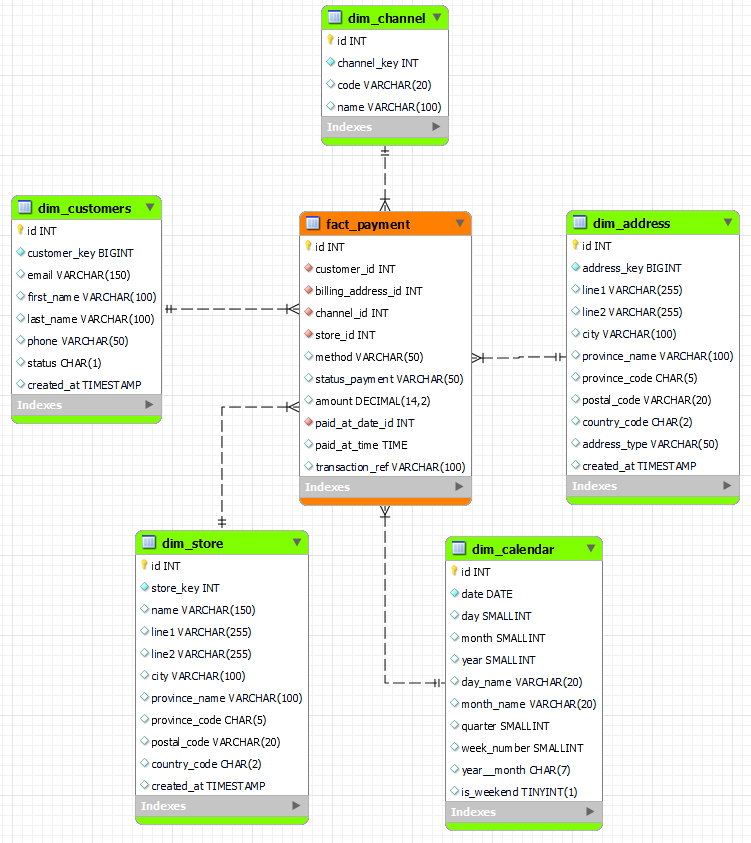 dim_channel
id INT
channel_key INT
code VARCHAR(20)
name VARCHAR(100)
Indexes
dim_customers
id INT
customer_key BIGINT
email VARCHAR(150)
first_name VARCHAR(100)
last_name VARCHAR(100)
phone VARCHAR(50)
status CHAR(1)
created_at TIMESTAMP
Indexes
fact_payment
id INT
customer_id INT
billing_address_id INT
channel_id INT
store_id INT
method VARCHAR(50)
status_payment VARCHAR(50)
amount DECIMAL(14,2)
paid_at_date_id INT
paid_at_time TIME
transaction_ref VARCHAR(100)
Indexes
dim_address
id INT
address_key BIGINT
line1 VARCHAR(255)
line2 VARCHAR(255)
city VARCHAR(100)
province_name VARCHAR(100)
province_code CHAR(5)
postal_code VARCHAR(20)
country_code CHAR(2)
address_type VARCHAR(50)
created_at TIMESTAMP
Indexes
dim_store
id INT
store_key INT
name VARCHAR(150)
line1 VARCHAR(255)
line2 VARCHAR(255)
city VARCHAR(100)
province_name VARCHAR(100)
province_code CHAR(5)
postal_code VARCHAR(20)
country_code CHAR(2)
created_at TIMESTAMP
Indexes
dim_calendar
id INT
date DATE
day SMALLINT
month SMALLINT
year SMALLINT
day_name VARCHAR(20)
month_name VARCHAR(20)
quarter SMALLINT
week_number SMALLINT
year__month CHAR(7)
is_weekend TINYINT(1)
Indexes